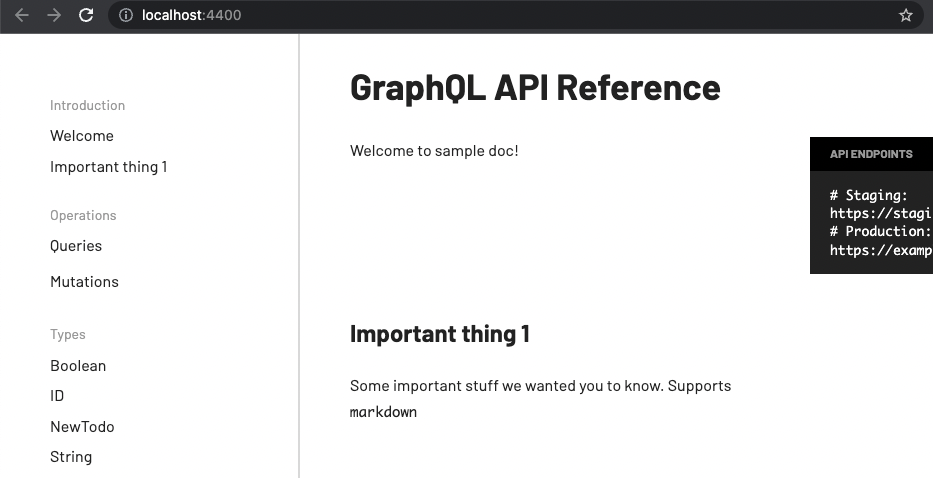 localhost:4400
Introduction
Welcome
Important thing 1
Operations
Queries
Mutations
Types
Boolean
ID
NewTodo
String
GraphQL API Reference
Welcome to sample doc!
API ENDPOINTS
# Staging:
https://stagi
# Production:
https://examp
Important thing 1
Some important stuff we wanted you to know. Supports
markdown